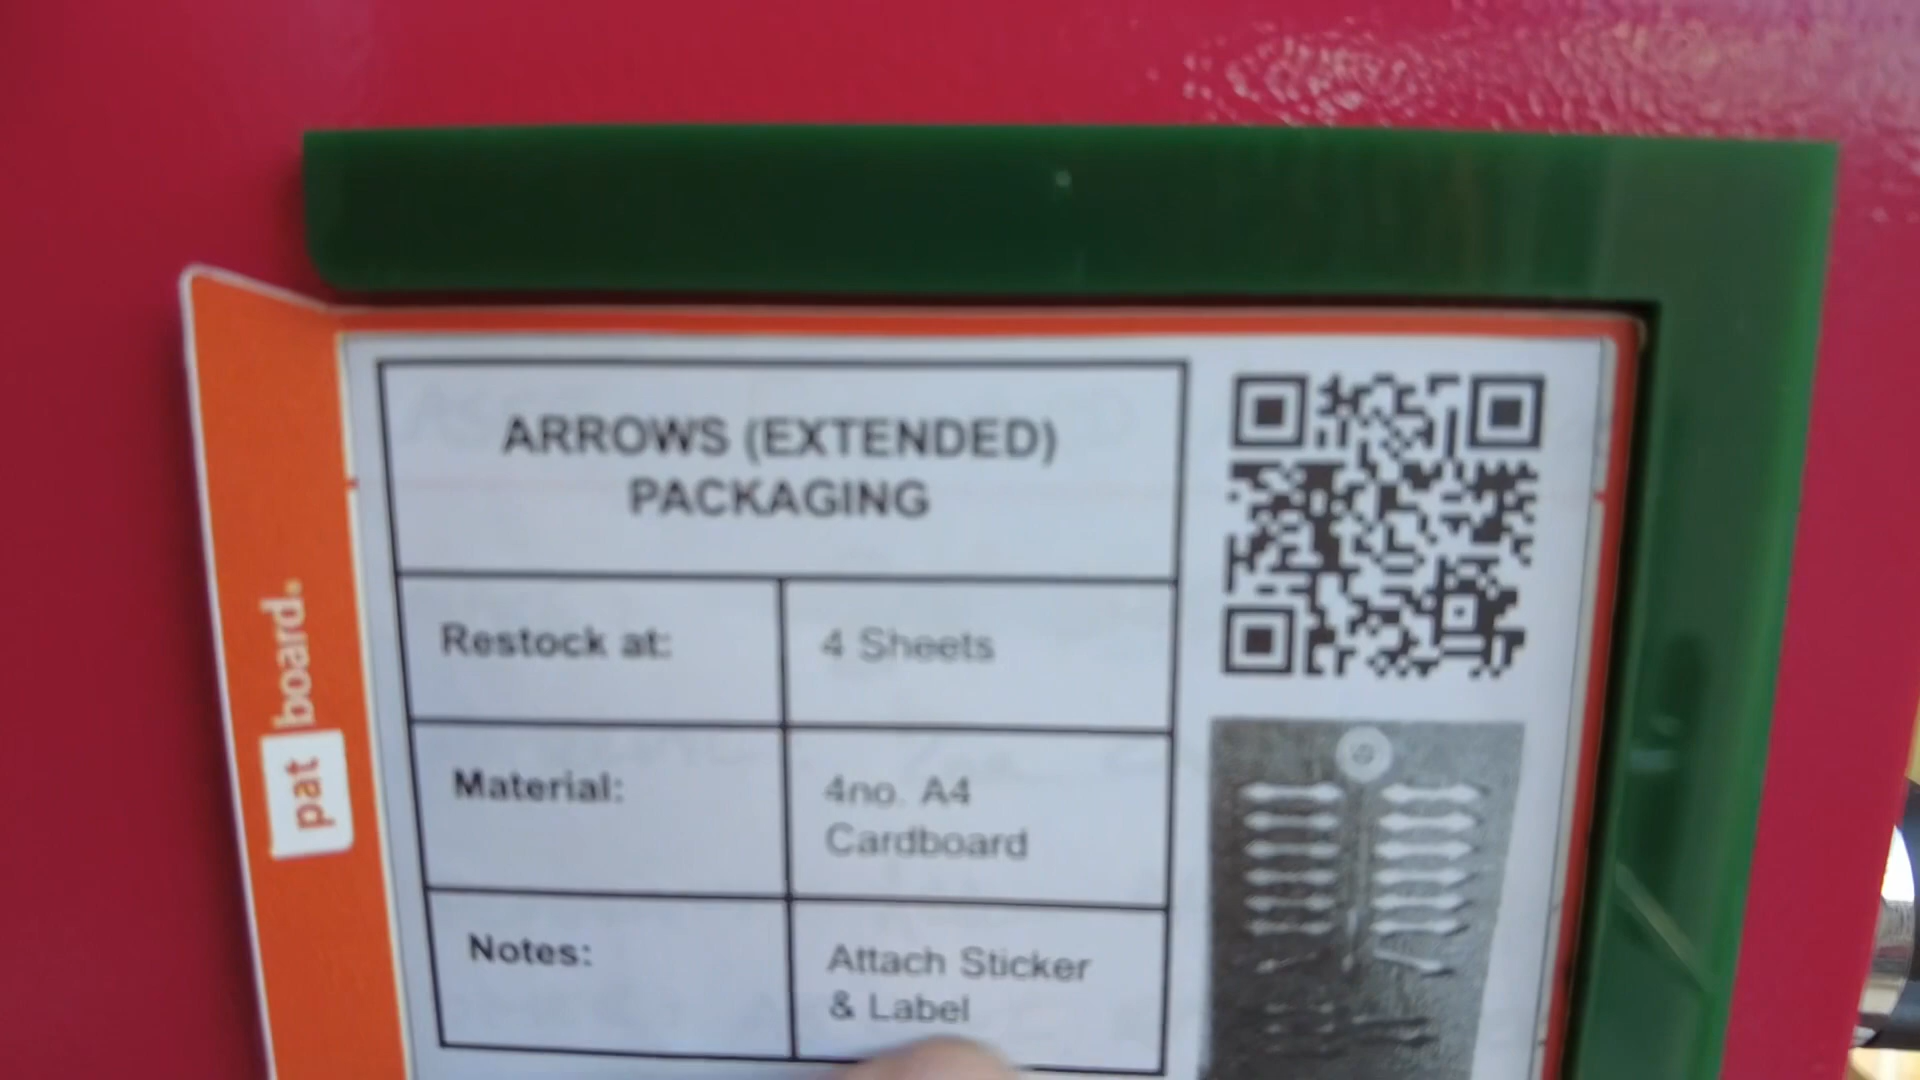 ARROWS (EXTENDED)
PACKAGING
Restock at:
4 Sheets
Material:
4no. A4
Cardboard
Notes:
Attach Sticker
& Label
pat board.